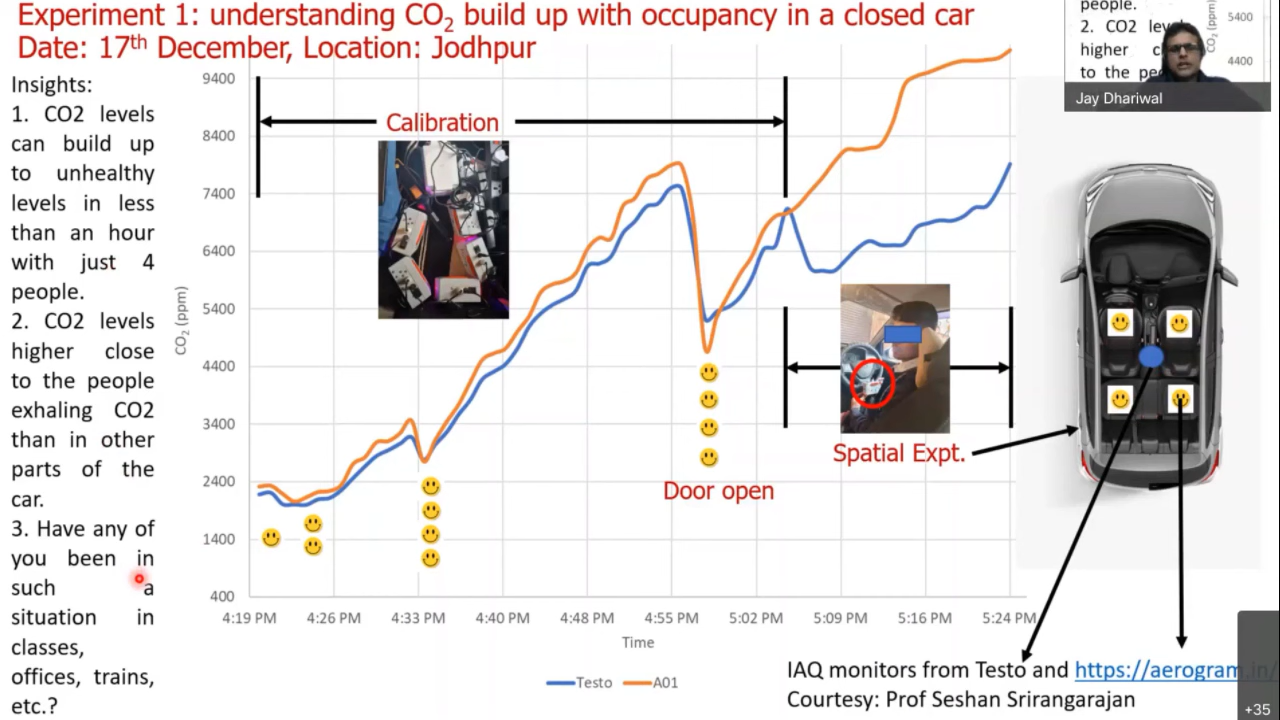 Experiment 1: understanding CO2 build up with occupancy in a closed car
Date: 17th December, Location: Jodhpur
Insights:
1. CO2 levels
can build up
to unhealthy
levels in less
than an hour
with just 4
people.
2. CO2 levels
higher close
to the people
exhaling CO2
than in other
parts of the
car.
3. Have any of
you been in
such a
situation in
classes,
offices, trains,
etc.?
CO2 (ppm)
9400
8400
7400
6400
5400
4400
3400
2400
1400
400
Calibration
Door open
Spatial Expt.
4:19 PM 4:26 PM 4:33 PM 4:40 PM 4:48 PM 4:55 PM 5:02 PM 5:09 PM 5:16 PM 5:24 PM
Time
Testo A01
IAQ monitors from Testo and https://aerogram.in/
Courtesy: Prof Seshan Srirangarajan
people.
2. CO2
higher
to the
CO2 (ppm)
5400
4400
Jay Dhariwal
+35